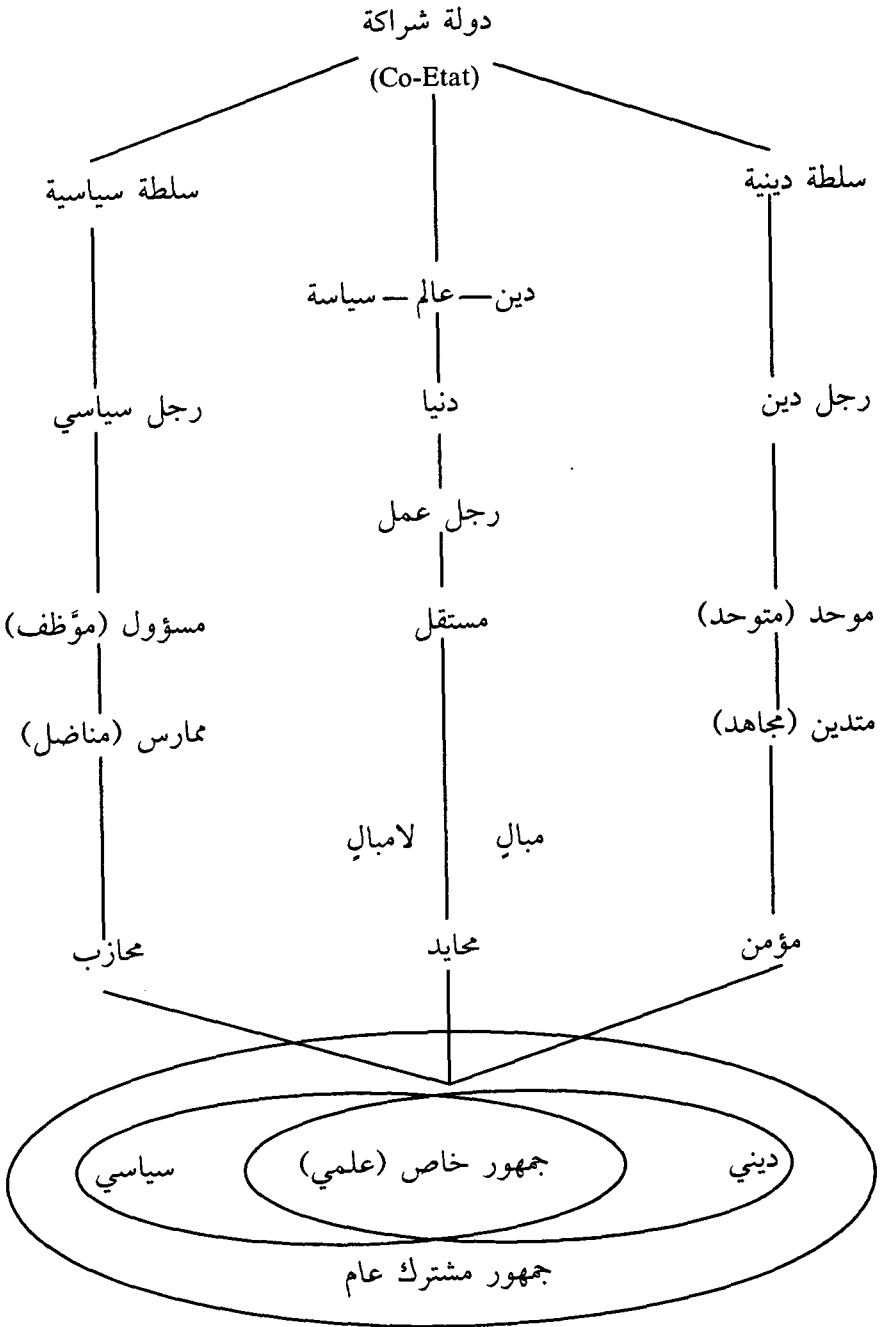 دولة شراكة
(Co-Etat)
سلطة دينية
سلطة سياسية
دين — عالم — سياسة
رجل دين
دنيا
رجل سياسي
رجل عمل
موحد (متوحد)
مستقل
مسؤول (موَّظف)
متدين (مجاهد)
ممارس (مناضل)
مبالٍ
لامبالٍ
مؤمن
محايد
محازب
ديني
جمهور خاص (علمي)
سياسي
جمهور مشترك عام